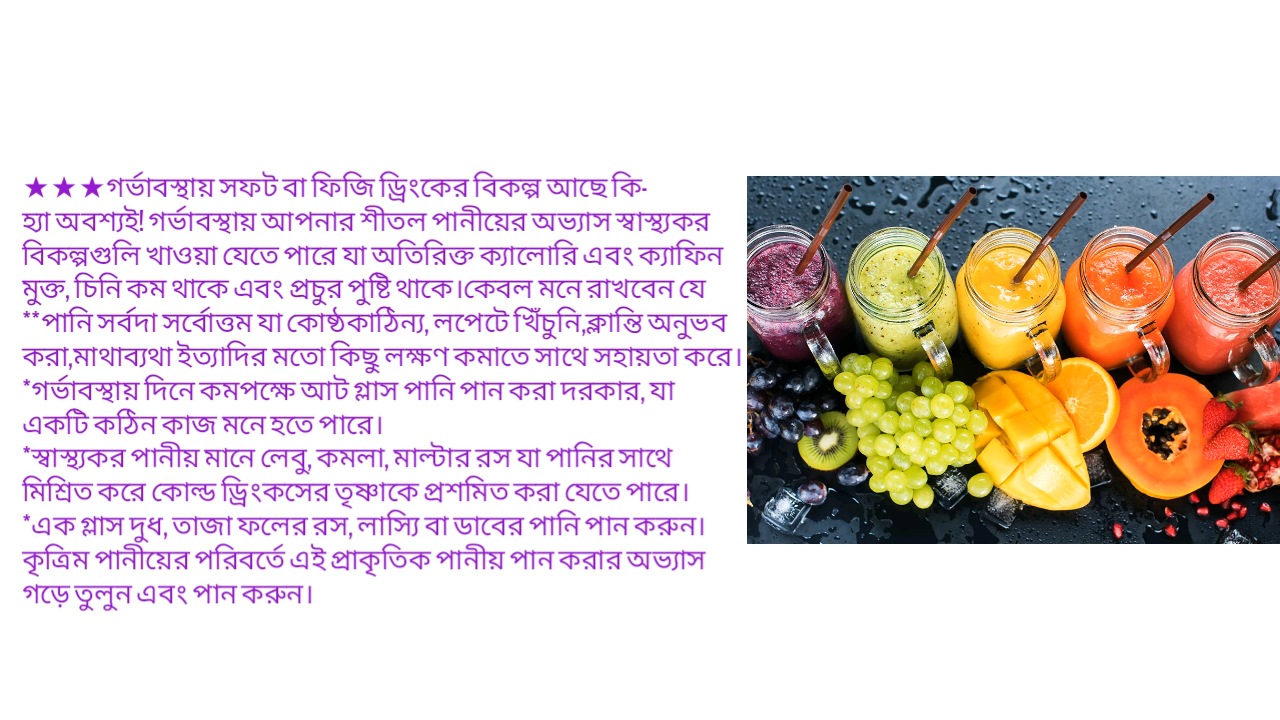 ★★★গর্ভাবস্থায় সফট বা ফিজি ড্রিংকের বিকল্প আছে কি-
হ্যা অবশ্যই! গর্ভাবস্থায় আপনার শীতল পানীয়ের অভ্যাস স্বাস্থ্যকর
বিকল্পগুলি খাওয়া যেতে পারে যা অতিরিক্ত ক্যালোরি এবং ক্যাফিন
মুক্ত, চিনি কম থাকে এবং প্রচুর পুষ্টি থাকে।কেবল মনে রাখবেন যে
**পানি সর্বদা সর্বোত্তম যা কোষ্ঠকাঠিন্য, লপেটে খিঁচুনি,ক্লান্তি অনুভব
করা,মাথাব্যথা ইত্যাদির মতো কিছু লক্ষণ কমাতে সাথে সহায়তা করে।
*গর্ভাবস্থায় দিনে কমপক্ষে আট গ্লাস পানি পান করা দরকার, যা
একটি কঠিন কাজ মনে হতে পারে।
*স্বাস্থ্যকর পানীয় মানে লেবু, কমলা, মাল্টার রস যা পানির সাথে
মিশ্রিত করে কোল্ড ড্রিংকসের তৃষ্ণাকে প্রশমিত করা যেতে পারে।
*এক গ্লাস দুধ, তাজা ফলের রস, লাস্যি বা ডাবের পানি পান করুন।
কৃত্রিম পানীয়ের পরিবর্তে এই প্রাকৃতিক পানীয় পান করার অভ্যাস
গড়ে তুলুন এবং পান করুন।